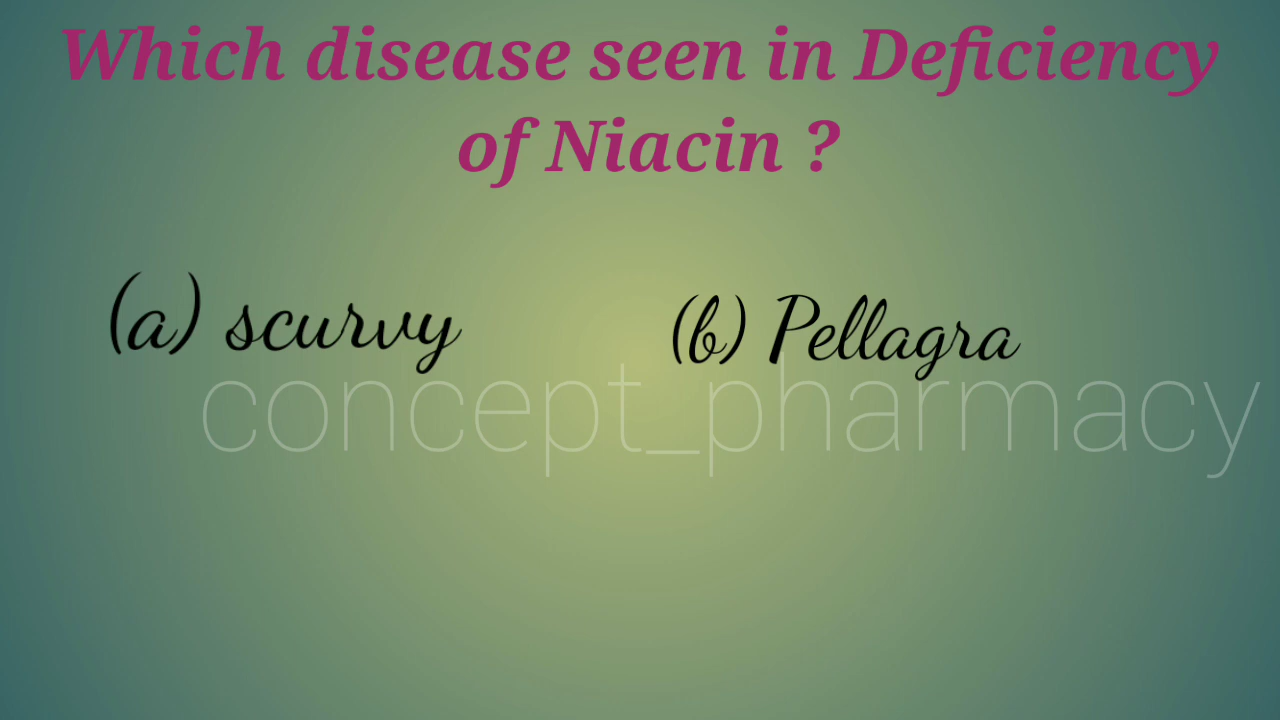 Which disease seen in Deficiency
of Niacin ?
(a) scurvy (b) Pellagra
concept_pharmacy